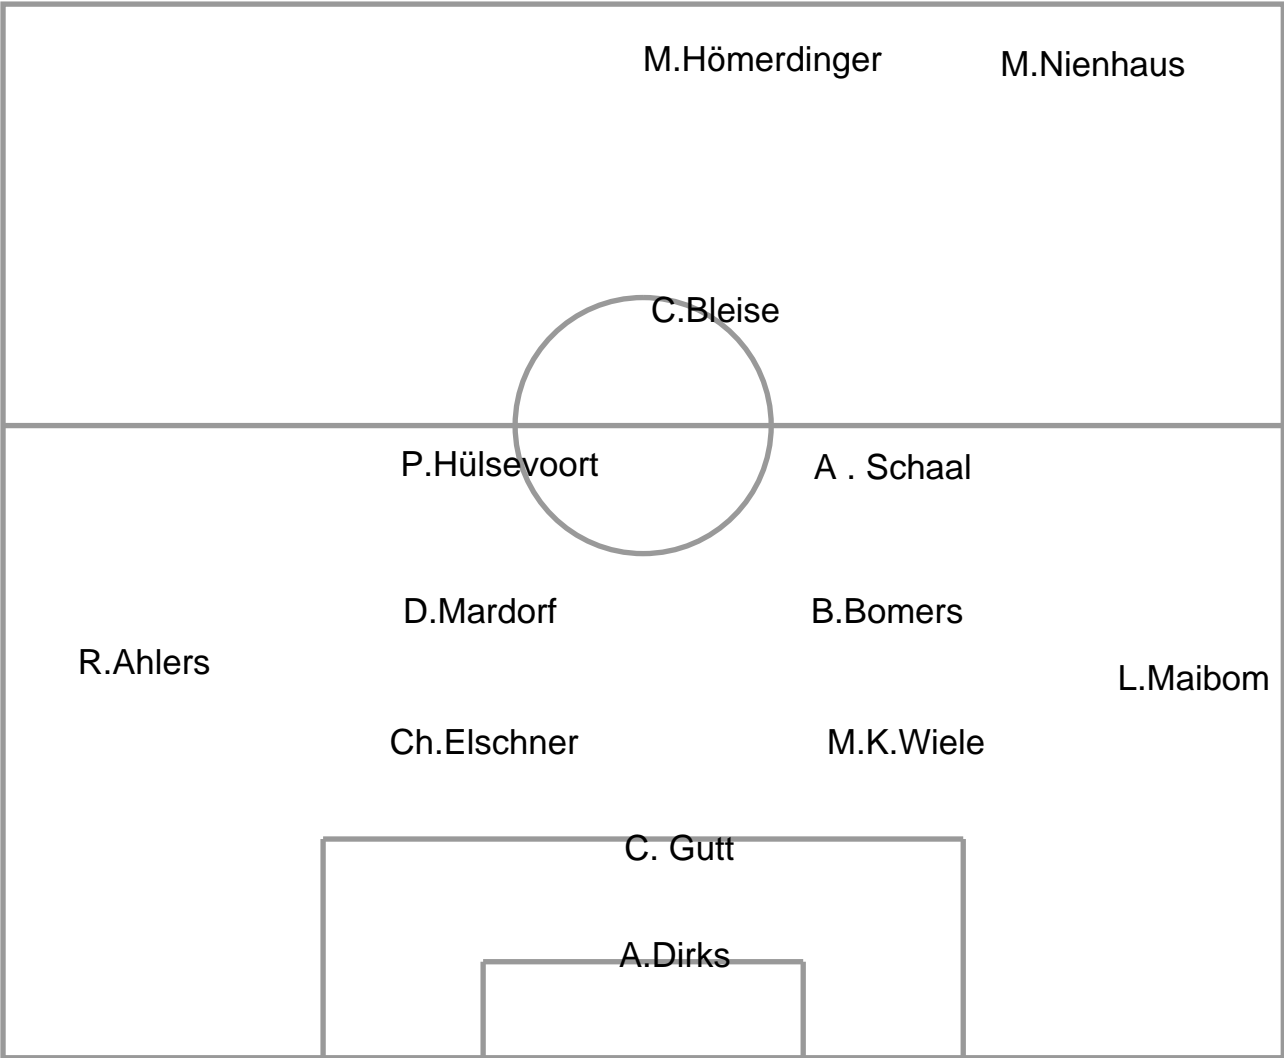 M.Hömerdinger
M.Nienhaus
C.Bleise
P.Hülsevoort
A . Schaal
D.Mardorf
B.Bomers
R.Ahlers
L.Maibom
Ch.Elschner
M.K.Wiele
C. Gutt
A.Dirks